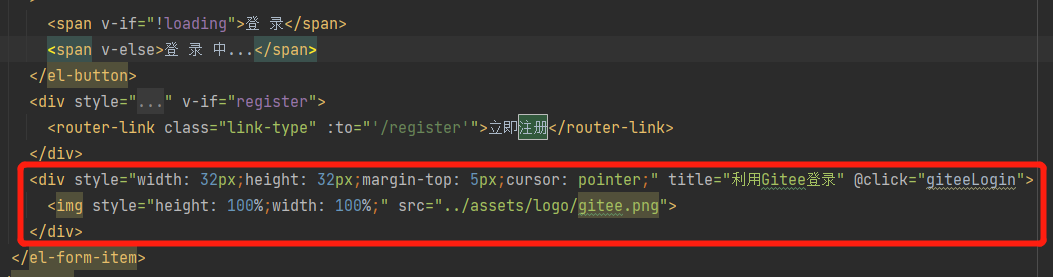 <span v-if="!loading">登 录</span>
<span v-else>登 录 中...</span>
</el-button>
<div style="..." v-if="register">
<router-link class="link-type" :to="'/register'">立即注册</router-link>
</div>
<div style="width: 32px;height: 32px;margin-top: 5px;cursor: pointer;" title="利用Gitee登录" @click="giteeLogin">
<img style="height: 100%;width: 100%;" src="../assets/logo/gitee.png">
</div>
</el-form-item>